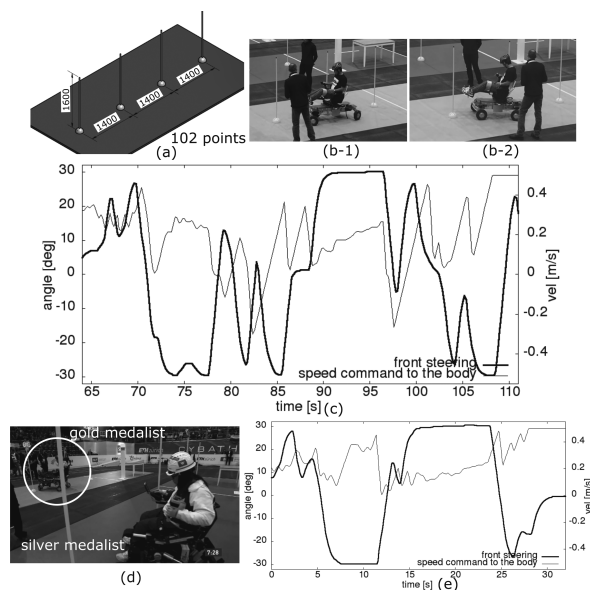 1600
1400
1400
1400
102 points
(a)
(b-1)
(b-2)
30
20
10
0
-10
-20
-30
angle [deg]
0.4
0.2
0
-0.2
-0.4
vel [m/s]
front steering
speed command to the body
65 70 75 80 85 90 95 100 105 110
time [s]
(c)
gold medalist
silver medalist
7:28
(d)
30
20
10
0
-10
-20
-30
angle [deg]
0.4
0.2
0
-0.2
-0.4
vel [m/s]
front steering
speed command to the body
0 5 10 15 20 25 30
time [s]
(e)